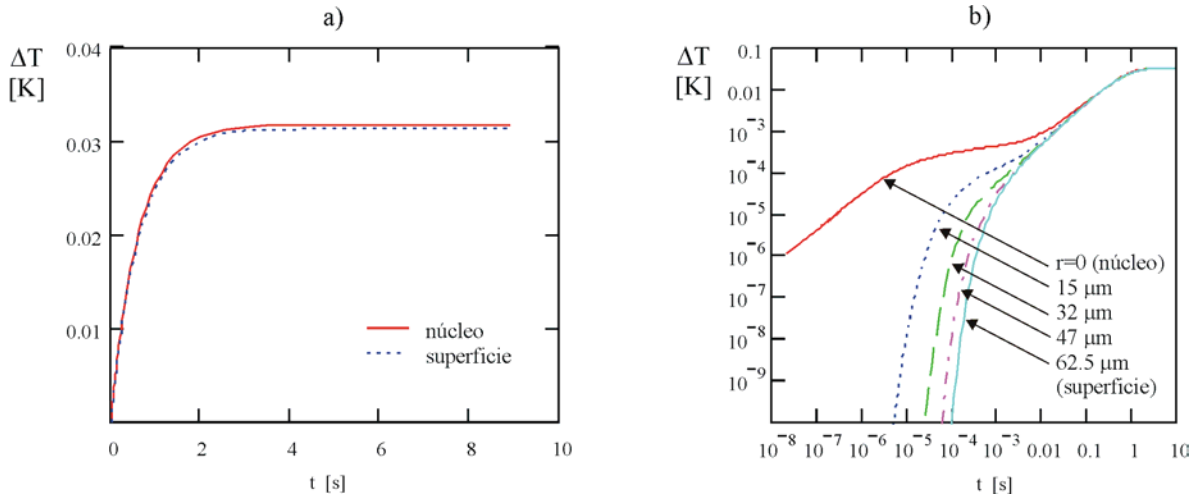 a)
ΔT
[K]
0.04
0.03
0.02
0.01
núcleo
superficie
0 2 4 6 8 10
t [s]
b)
ΔT
[K]
0.1
0.01
10⁻³
10⁻⁴
10⁻⁵
10⁻⁶
10⁻⁷
10⁻⁸
10⁻⁹
r=0 (núcleo)
15 μm
32 μm
47 μm
62.5 μm
(superficie)
10⁻⁸ 10⁻⁷ 10⁻⁶ 10⁻⁵ 10⁻⁴ 10⁻³ 0.01 0.1 1 10
t [s]